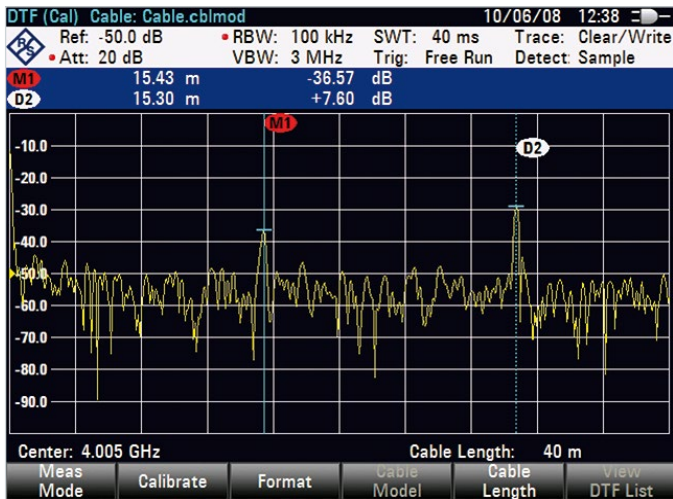 DTF (Cal) Cable: Cable.cblmod 10/06/08 12:38
R S Ref: -50.0 dB RBW: 100 kHz SWT: 40 ms Trace: Clear/Write
Att: 20 dB VBW: 3 MHz Trig: Free Run Detect: Sample
M1 15.43 m -36.57 dB
D2 15.30 m +7.60 dB
M1
D2
-10.0
-20.0
-30.0
-40.0
-50.0
-60.0
-70.0
-80.0
-90.0
Center: 4.005 GHz Cable Length: 40 m
Meas Mode Calibrate Format Cable Model Cable Length View DTF List